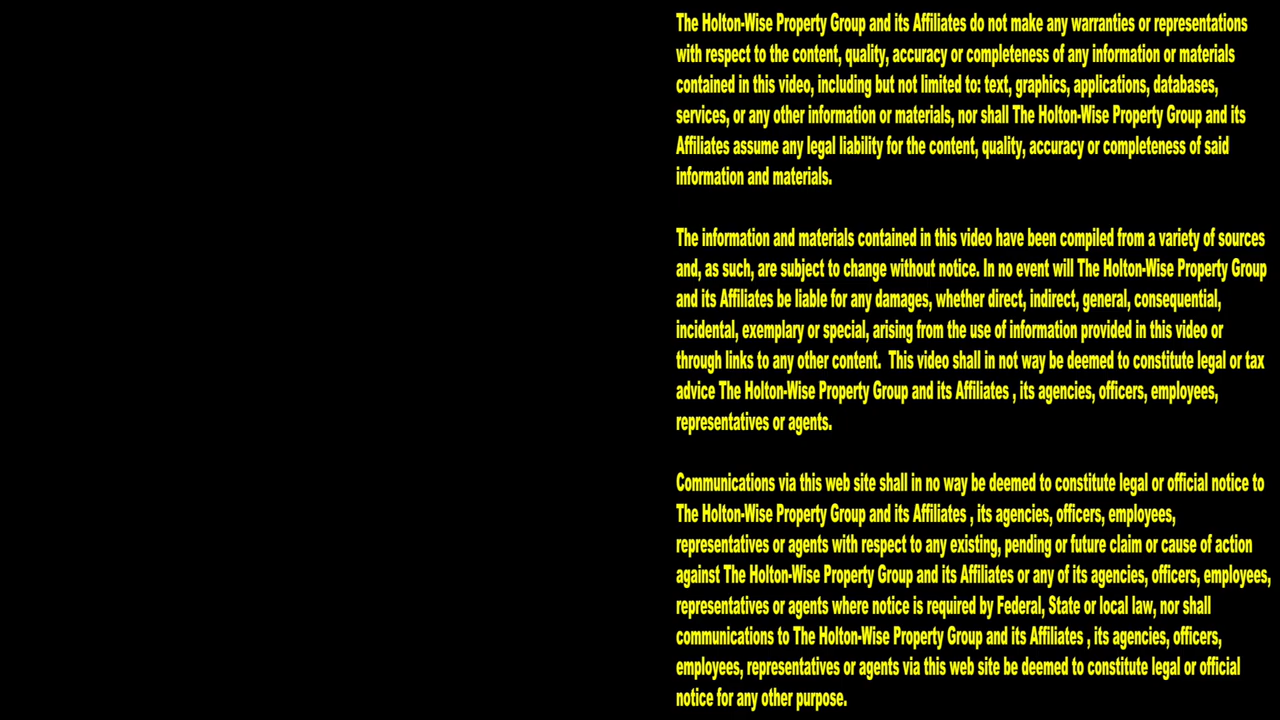 The Holton-Wise Property Group and its Affiliates do not make any warranties or representations
with respect to the content, quality, accuracy or completeness of any information or materials
contained in this video, including but not limited to: text, graphics, applications, databases,
services, or any other information or materials, nor shall The Holton-Wise Property Group and its
Affiliates assume any legal liability for the content, quality, accuracy or completeness of said
information and materials.
The information and materials contained in this video have been compiled from a variety of sources
and, as such, are subject to change without notice. In no event will The Holton-Wise Property Group
and its Affiliates be liable for any damages, whether direct, indirect, general, consequential,
incidental, exemplary or special, arising from the use of information provided in this video or
through links to any other content.  This video shall in not way be deemed to constitute legal or tax
advice The Holton-Wise Property Group and its Affiliates , its agencies, officers, employees,
representatives or agents.
Communications via this web site shall in no way be deemed to constitute legal or official notice to
The Holton-Wise Property Group and its Affiliates , its agencies, officers, employees,
representatives or agents with respect to any existing, pending or future claim or cause of action
against The Holton-Wise Property Group and its Affiliates or any of its agencies, officers, employees,
representatives or agents where notice is required by Federal, State or local law, nor shall
communications to The Holton-Wise Property Group and its Affiliates , its agencies, officers,
employees, representatives or agents via this web site be deemed to constitute legal or official
notice for any other purpose.